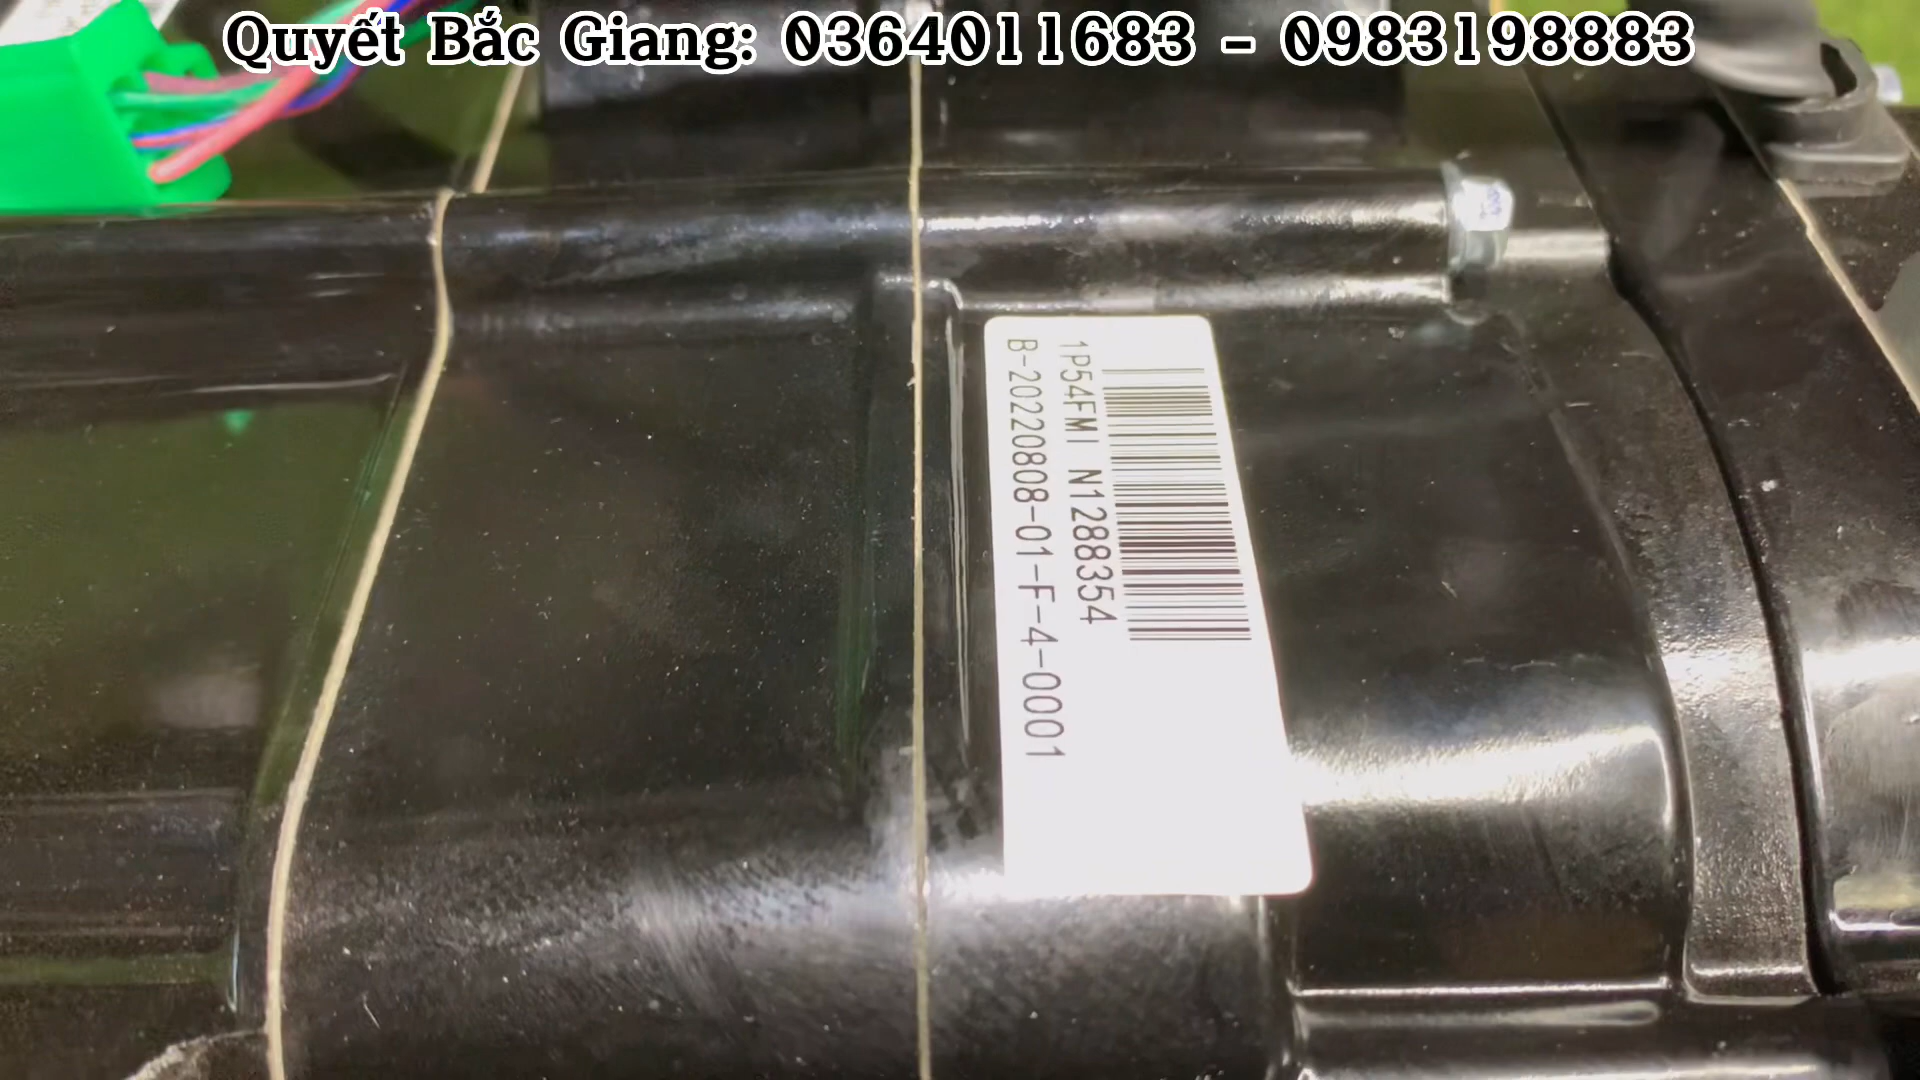 Quyết Bắc Giang: 0364011683 - 0983198883
1P54FMI N1288354
B-20220808-01-F-4-0001